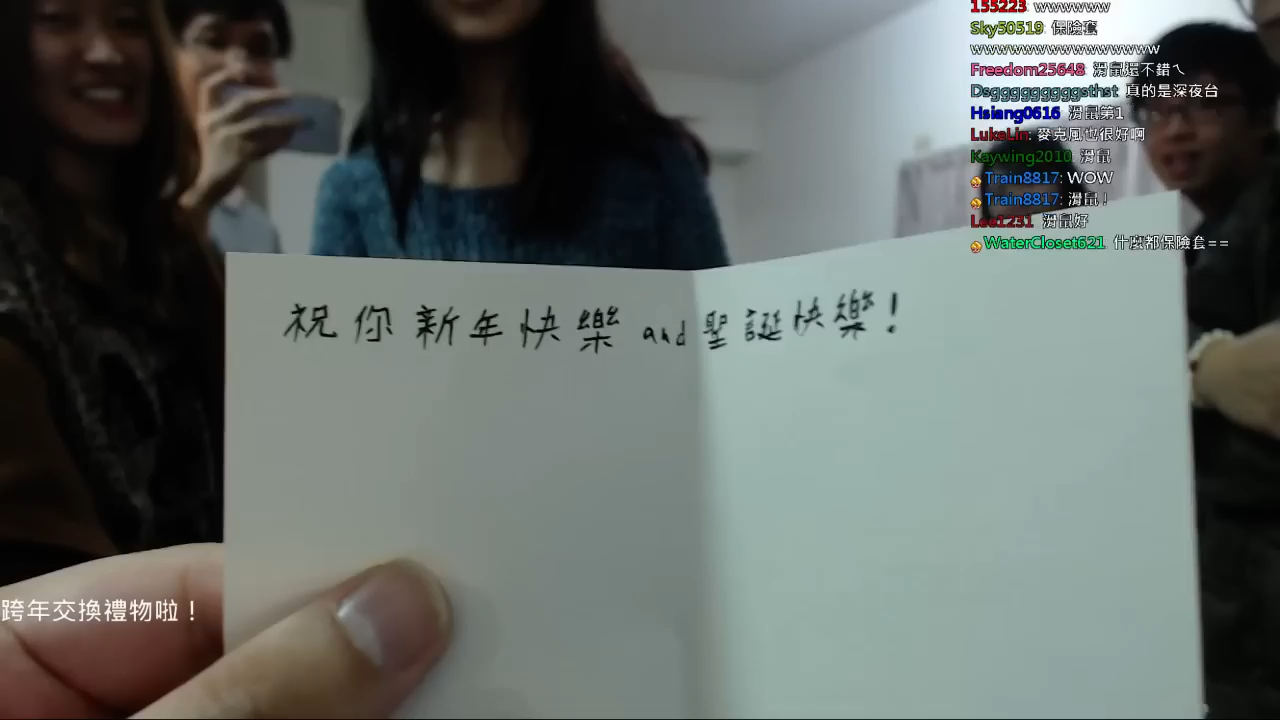 155223 wwwwww
Sky50519 保險套
wwwwwwwwwwwwwwww
Freedom25648 滑鼠還不錯ㄟ
Dsgggggggggsthst 真的是深夜台
Hsiang0616 滑鼠第1
LukeLin: 麥克風也很好啊
Kaywing2010 滑鼠
Train8817: WOW
Train8817: 滑鼠!
Lee1231 滑鼠好
WaterCloset621 什麼都保險套==
祝你新年快樂 and 聖誕快樂!
跨年交換禮物啦!